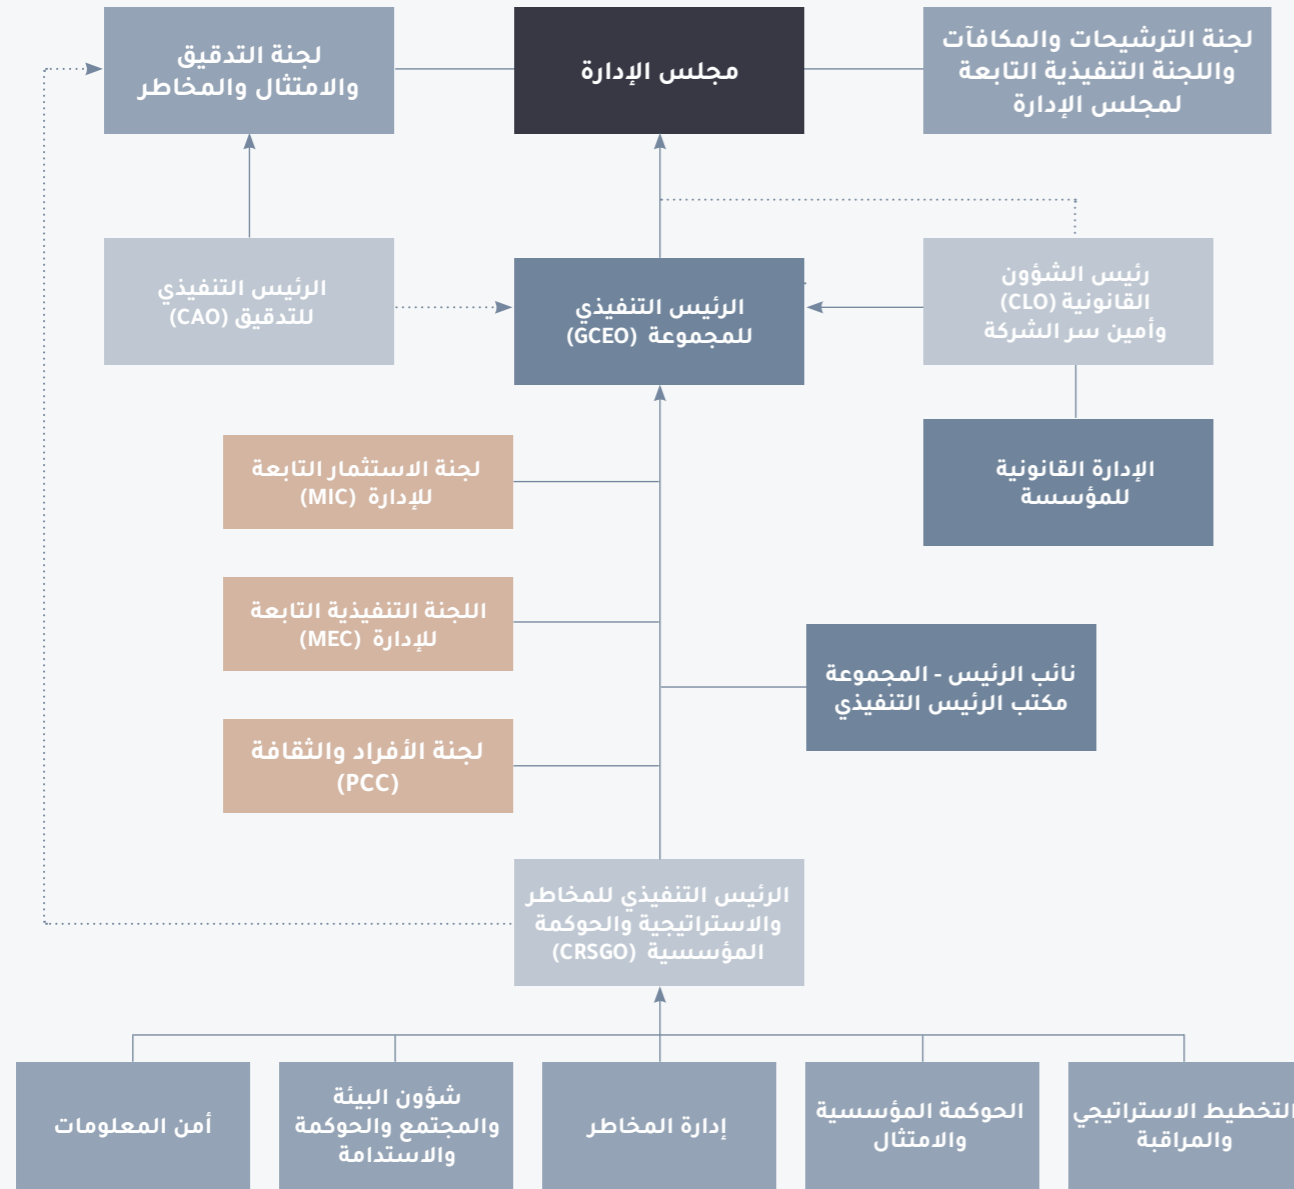 لجنة الترشيحات والمكافآت
واللجنة التنفيذية التابعة
لمجلس الإدارة
مجلس الإدارة
لجنة التدقيق
والامتثال والمخاطر
رئيس الشؤون
القانونية (CLO)
وأمين سر الشركة
الرئيس التنفيذي
للمجموعة (GCEO)
الرئيس التنفيذي
للتدقيق (CAO)
الإدارة القانونية
للمؤسسة
لجنة الاستثمار التابعة
للإدارة (MIC)
اللجنة التنفيذية التابعة
للإدارة (MEC)
نائب الرئيس - المجموعة
مكتب الرئيس التنفيذي
لجنة الأفراد والثقافة
(PCC)
الرئيس التنفيذي للمخاطر
والاستراتيجية والحوكمة
المؤسسية (CRSGO)
التخطيط الاستراتيجي
والمراقبة
الحوكمة المؤسسية
والامتثال
إدارة المخاطر
شؤون البيئة
والمجتمع والحوكمة
والاستدامة
أمن المعلومات